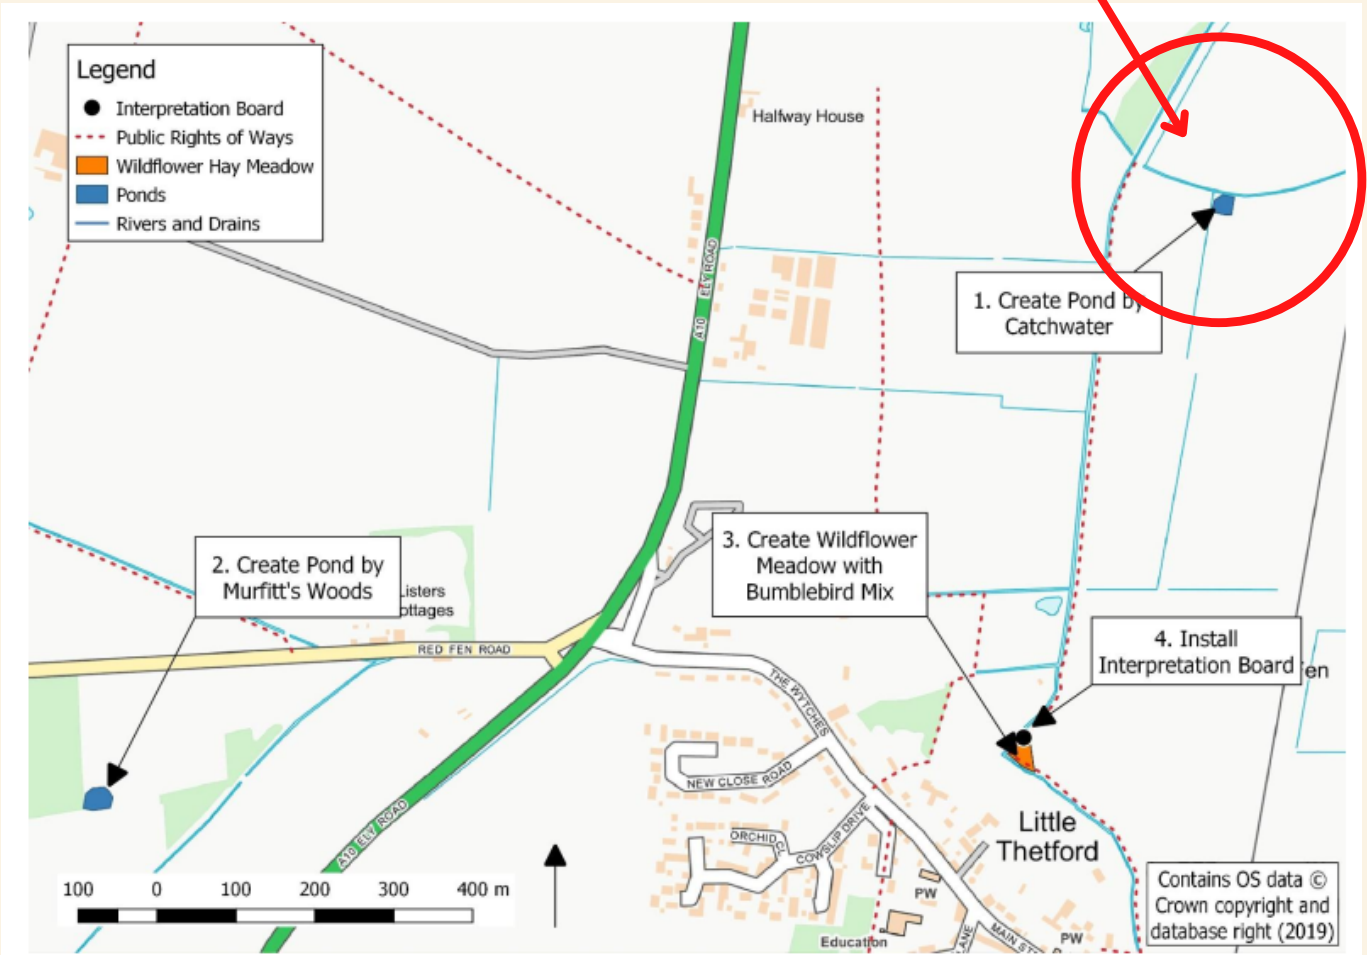 Legend
Interpretation Board
Public Rights of Ways
Wildflower Hay Meadow
Ponds
Rivers and Drains
Halfway House
ELY ROAD
A10
1. Create Pond by
Catchwater
2. Create Pond by
Murfitt's Woods
Listers
ottages
3. Create Wildflower
Meadow with
Bumblebird Mix
4. Install
Interpretation Board
en
RED FEN ROAD
THE WYTCHES
NEW CLOSE ROAD
A10 ELY ROAD
ORCHID CL
COWSLIP DRIVE
Little
Thetford
100 0 100 200 300 400 m
PW
Education
LANE
MAIN ST
PW
Contains OS data ©
Crown copyright and
database right (2019)